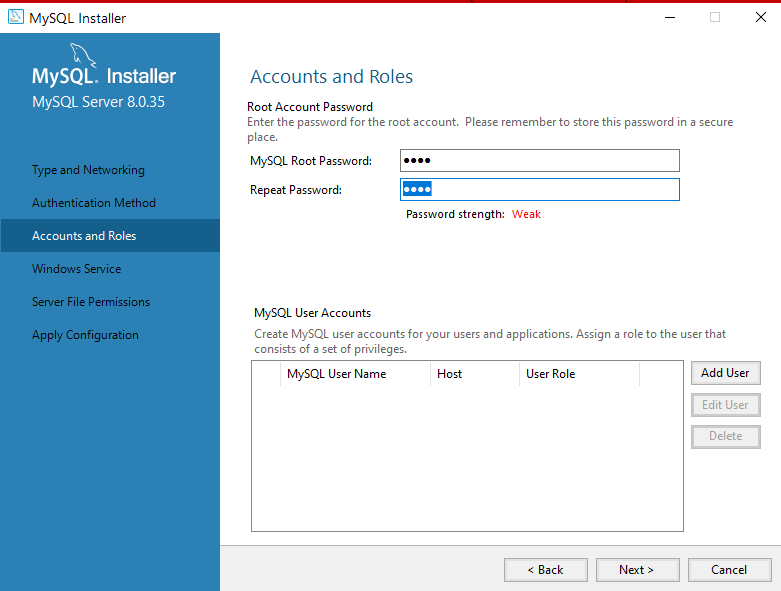 MySQL Installer
MySQL. Installer
MySQL Server 8.0.35
Type and Networking
Authentication Method
Accounts and Roles
Windows Service
Server File Permissions
Apply Configuration
Accounts and Roles
Root Account Password
Enter the password for the root account.  Please remember to store this password in a secure
place.
MySQL Root Password: ●●●●
Repeat Password: ●●●●
Password strength: Weak
MySQL User Accounts
Create MySQL user accounts for your users and applications. Assign a role to the user that
consists of a set of privileges.
MySQL User Name Host User Role
Add User
Edit User
Delete
< Back Next > Cancel